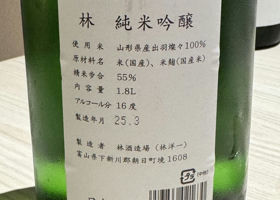 林 純米吟醸
使用米 山形県産出羽燦々100%
原材料名 米(国産)、米麹(国産米)
精米歩合 55%
内容量 1.8L
アルコール分 16度
製造年月 25.3
製造者 林酒造場(林洋一)
富山県下新川郡朝日町境1608